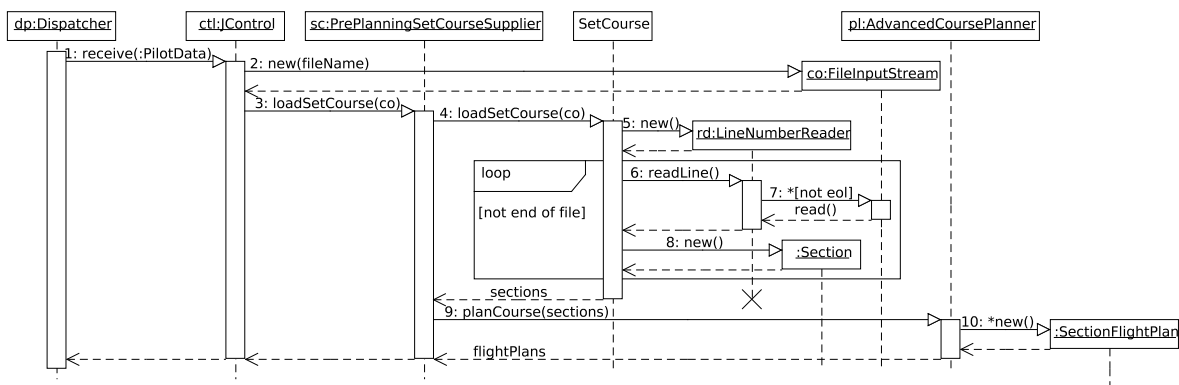 dp:Dispatcher
ctl:JControl
sc:PrePlanningSetCourseSupplier
SetCourse
pl:AdvancedCoursePlanner
1: receive(:PilotData)
2: new(fileName)
co:FileInputStream
3: loadSetCourse(co)
4: loadSetCourse(co)
5: new()
rd:LineNumberReader
loop
[not end of file]
6: readLine()
7: *[not eol]
read()
8: new()
:Section
sections
9: planCourse(sections)
10: *new()
:SectionFlightPlan
flightPlans